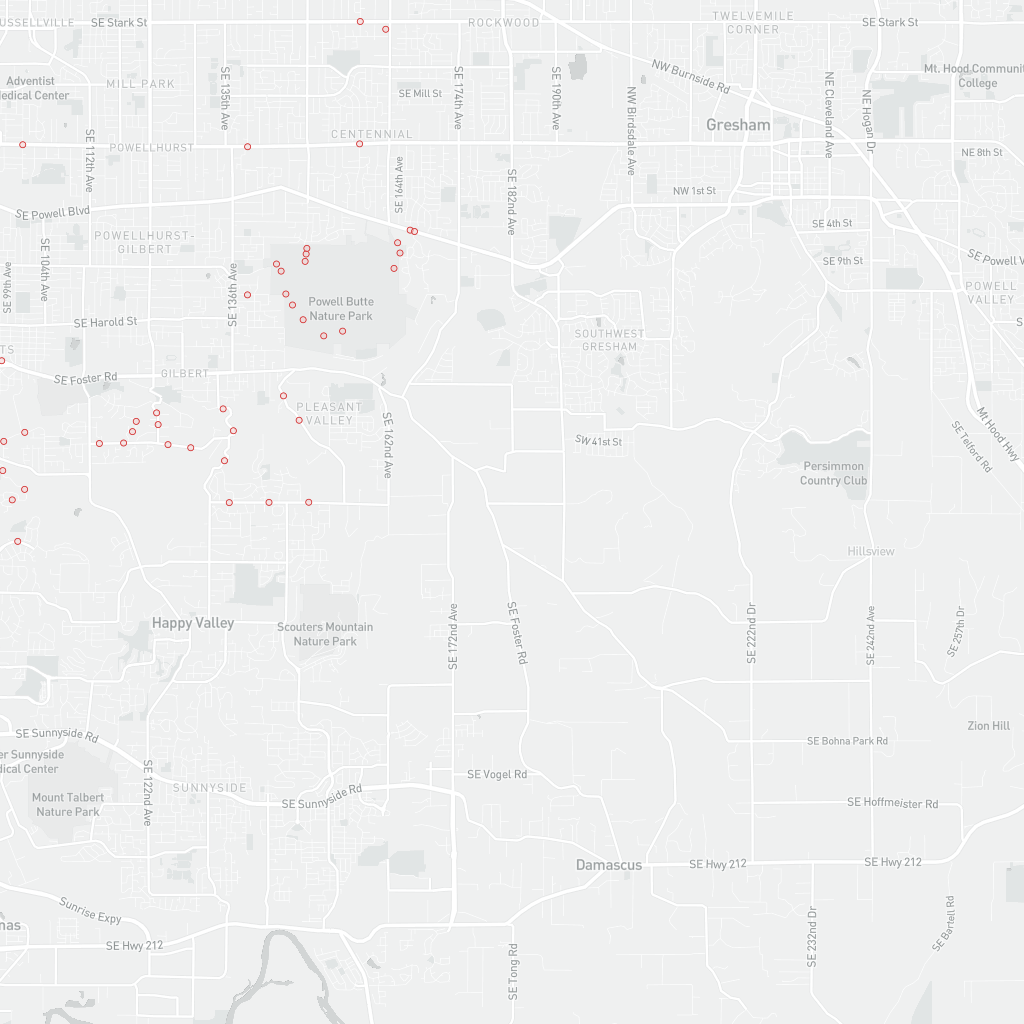 USSELLVILLE
SE Stark St
ROCKWOOD
TWELVEMILE
CORNER
SE Stark St
Adventist
Medical Center
MILL PARK
SE 135th Ave
SE Mill St
SE 174th Ave
SE 190th Ave
NW Burnside Rd
NW Birdsdale Ave
NE Cleveland Ave
NE Hogan Dr
Mt. Hood Communit
College
SE 112th Ave
POWELLHURST
CENTENNIAL
Gresham
NE 8th St
SE 164th Ave
SE 182nd Ave
NW 1st St
SE Powell Blvd
SE 4th St
POWELLHURST-
GILBERT
SE 104th Ave
SE 99th Ave
SE 136th Ave
SE 9th St
SE Powell V
POWELL
VALLEY
Powell Butte
Nature Park
SE Harold St
S
SOUTHWEST
GRESHAM
TS
SE Foster Rd
GILBERT
PLEASANT
VALLEY
SE 162nd Ave
SW 41st St
Mt Hood Hwy
SE Telford Rd
Persimmon
Country Club
Hillsview
Happy Valley
Scouters Mountain
Nature Park
SE 172nd Ave
SE Foster Rd
SE 222nd Dr
SE 242nd Ave
SE 257th Dr
SE Sunnyside Rd
Zion Hill
SE Bohna Park Rd
er Sunnyside
dical Center
SE 122nd Ave
SUNNYSIDE
SE Vogel Rd
Mount Talbert
Nature Park
SE Sunnyside Rd
SE Hoffmeister Rd
Damascus
SE Hwy 212
SE Hwy 212
Sunrise Expy
mas
SE Hwy 212
SE Tong Rd
SE 232nd Dr
SE Bartell Rd